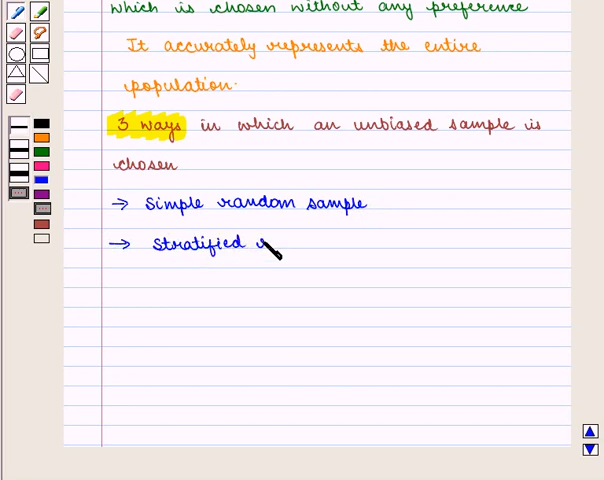 which is chosen without any preference
It accurately represents the entire
population.
3 ways in which an unbiased sample is
chosen
→ Simple random sample
→ Stratified